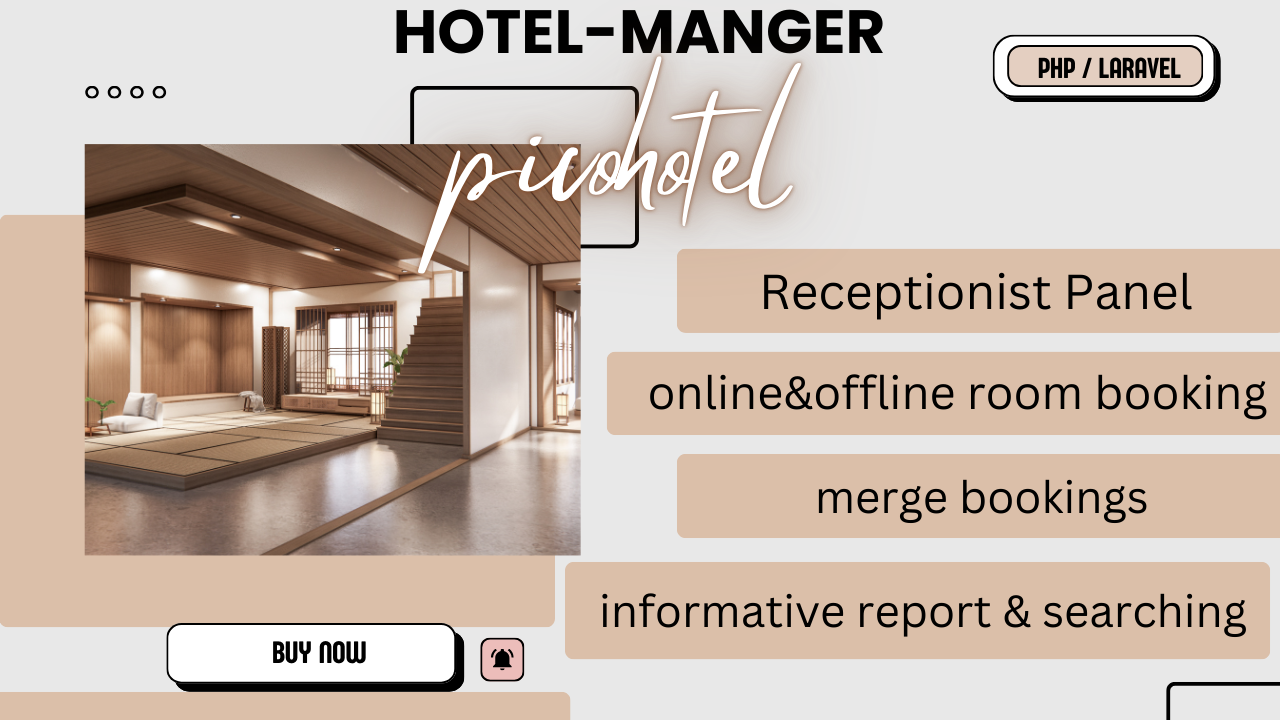 HOTEL-MANGER
PHP / LARAVEL
picohotel
Receptionist Panel
online&offline room booking
merge bookings
informative report & searching
BUY NOW